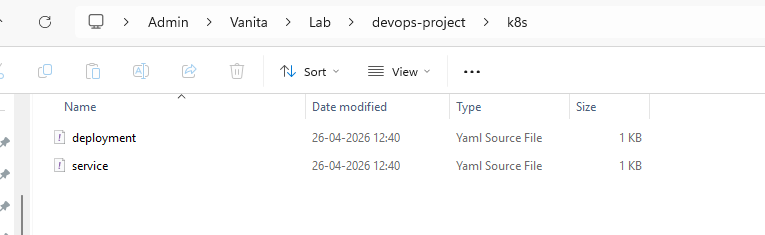 Admin > Vanita > Lab > devops-project > k8s
Sort View ...
Name Date modified Type Size
deployment 26-04-2026 12:40 Yaml Source File 1 KB
service 26-04-2026 12:40 Yaml Source File 1 KB